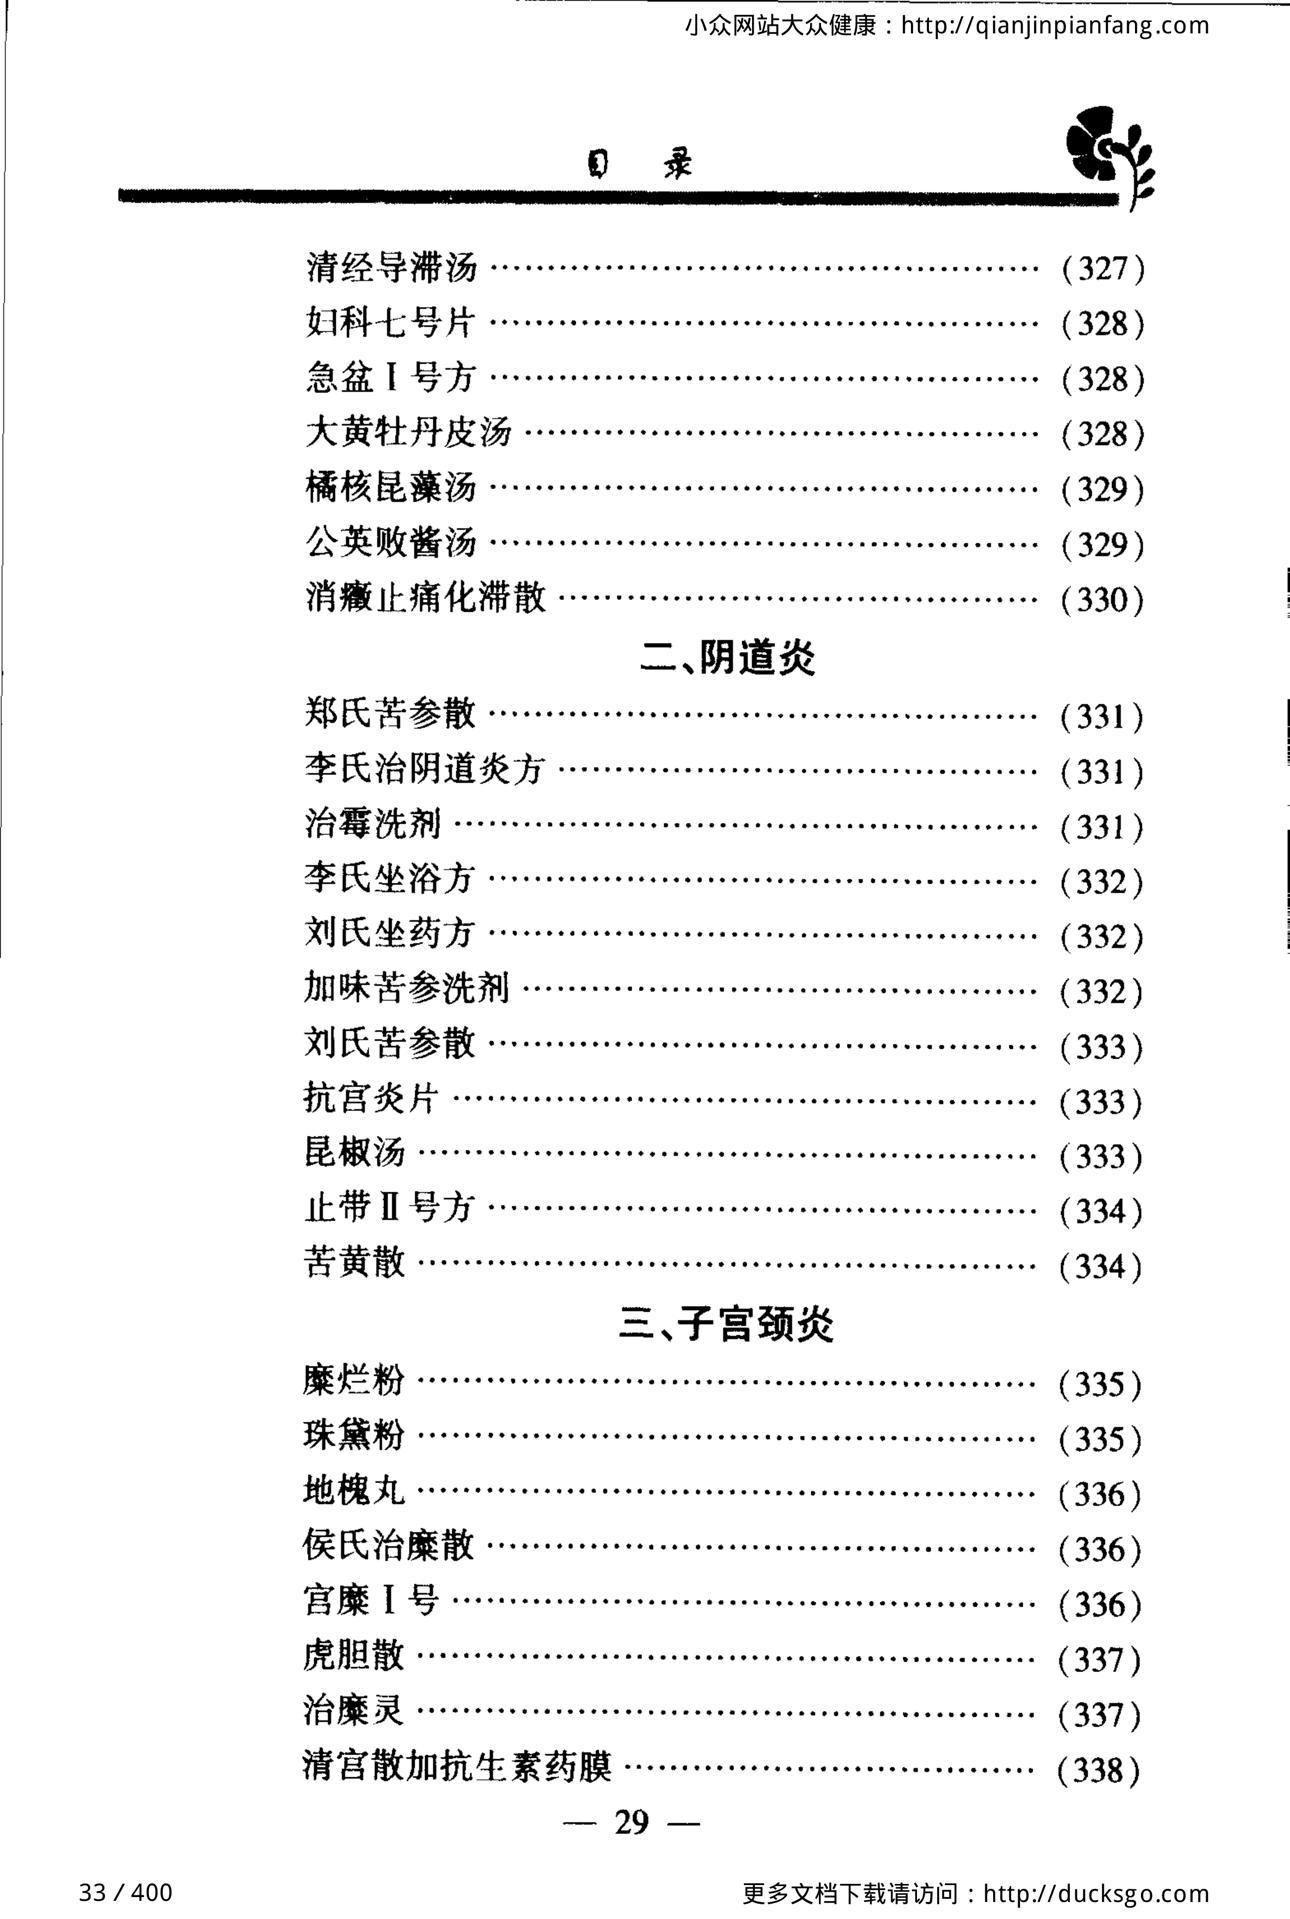 小众网站大众健康：http://qianjinpianfang.com
目 录
清经导滞汤 …………………………………………… (327)
妇科七号片 …………………………………………… (328)
急盆Ⅰ号方 …………………………………………… (328)
大黄牡丹皮汤 ………………………………………… (328)
橘核昆藻汤 …………………………………………… (329)
公英败酱汤 …………………………………………… (329)
消癥止痛化滞散 ……………………………………… (330)
二、阴道炎
郑氏苦参散 …………………………………………… (331)
李氏治阴道炎方 ……………………………………… (331)
治霉洗剂 ……………………………………………… (331)
李氏坐浴方 …………………………………………… (332)
刘氏坐药方 …………………………………………… (332)
加味苦参洗剂 ………………………………………… (332)
刘氏苦参散 …………………………………………… (333)
抗宫炎片 ……………………………………………… (333)
昆椒汤 ………………………………………………… (333)
止带Ⅱ号方 …………………………………………… (334)
苦黄散 ………………………………………………… (334)
三、子宫颈炎
糜烂粉 ………………………………………………… (335)
珠黛粉 ………………………………………………… (335)
地槐丸 ………………………………………………… (336)
侯氏治糜散 …………………………………………… (336)
宫糜Ⅰ号 ……………………………………………… (336)
虎胆散 ………………………………………………… (337)
治糜灵 ………………………………………………… (337)
清宫散加抗生素药膜 ………………………………… (338)
— 29 —
33 / 400
更多文档下载请访问：http://ducksgo.com